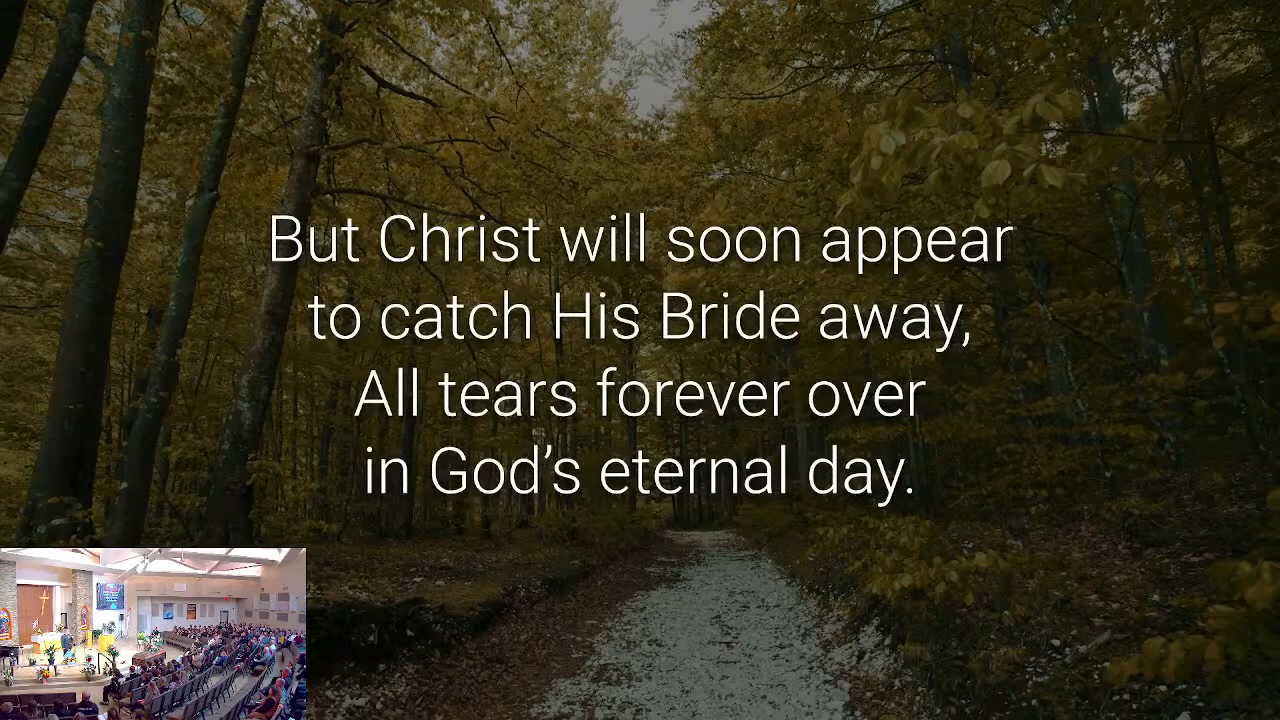 But Christ will soon appear
to catch His Bride away,
All tears forever over
in God’s eternal day.